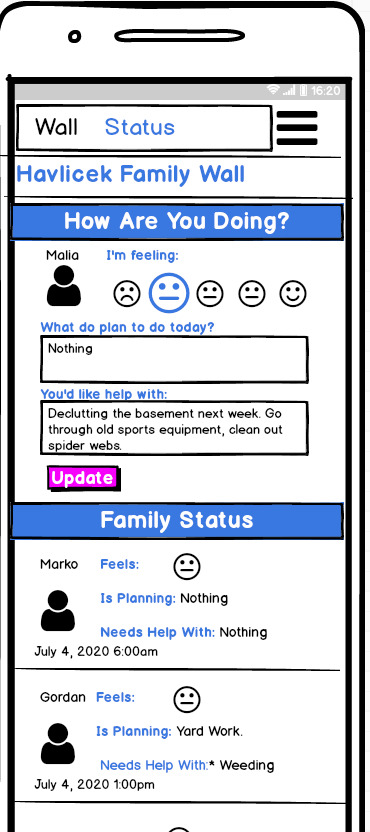 16:20
Wall Status
Havlicek Family Wall
How Are You Doing?
Malia I'm feeling:
What do plan to do today?
Nothing
You'd like help with:
Declutting the basement next week. Go
through old sports equipment, clean out
spider webs.
Update
Family Status
Marko Feels:
Is Planning: Nothing
Needs Help With: Nothing
July 4, 2020 6:00am
Gordan Feels:
Is Planning: Yard Work.
Needs Help With:* Weeding
July 4, 2020 1:00pm